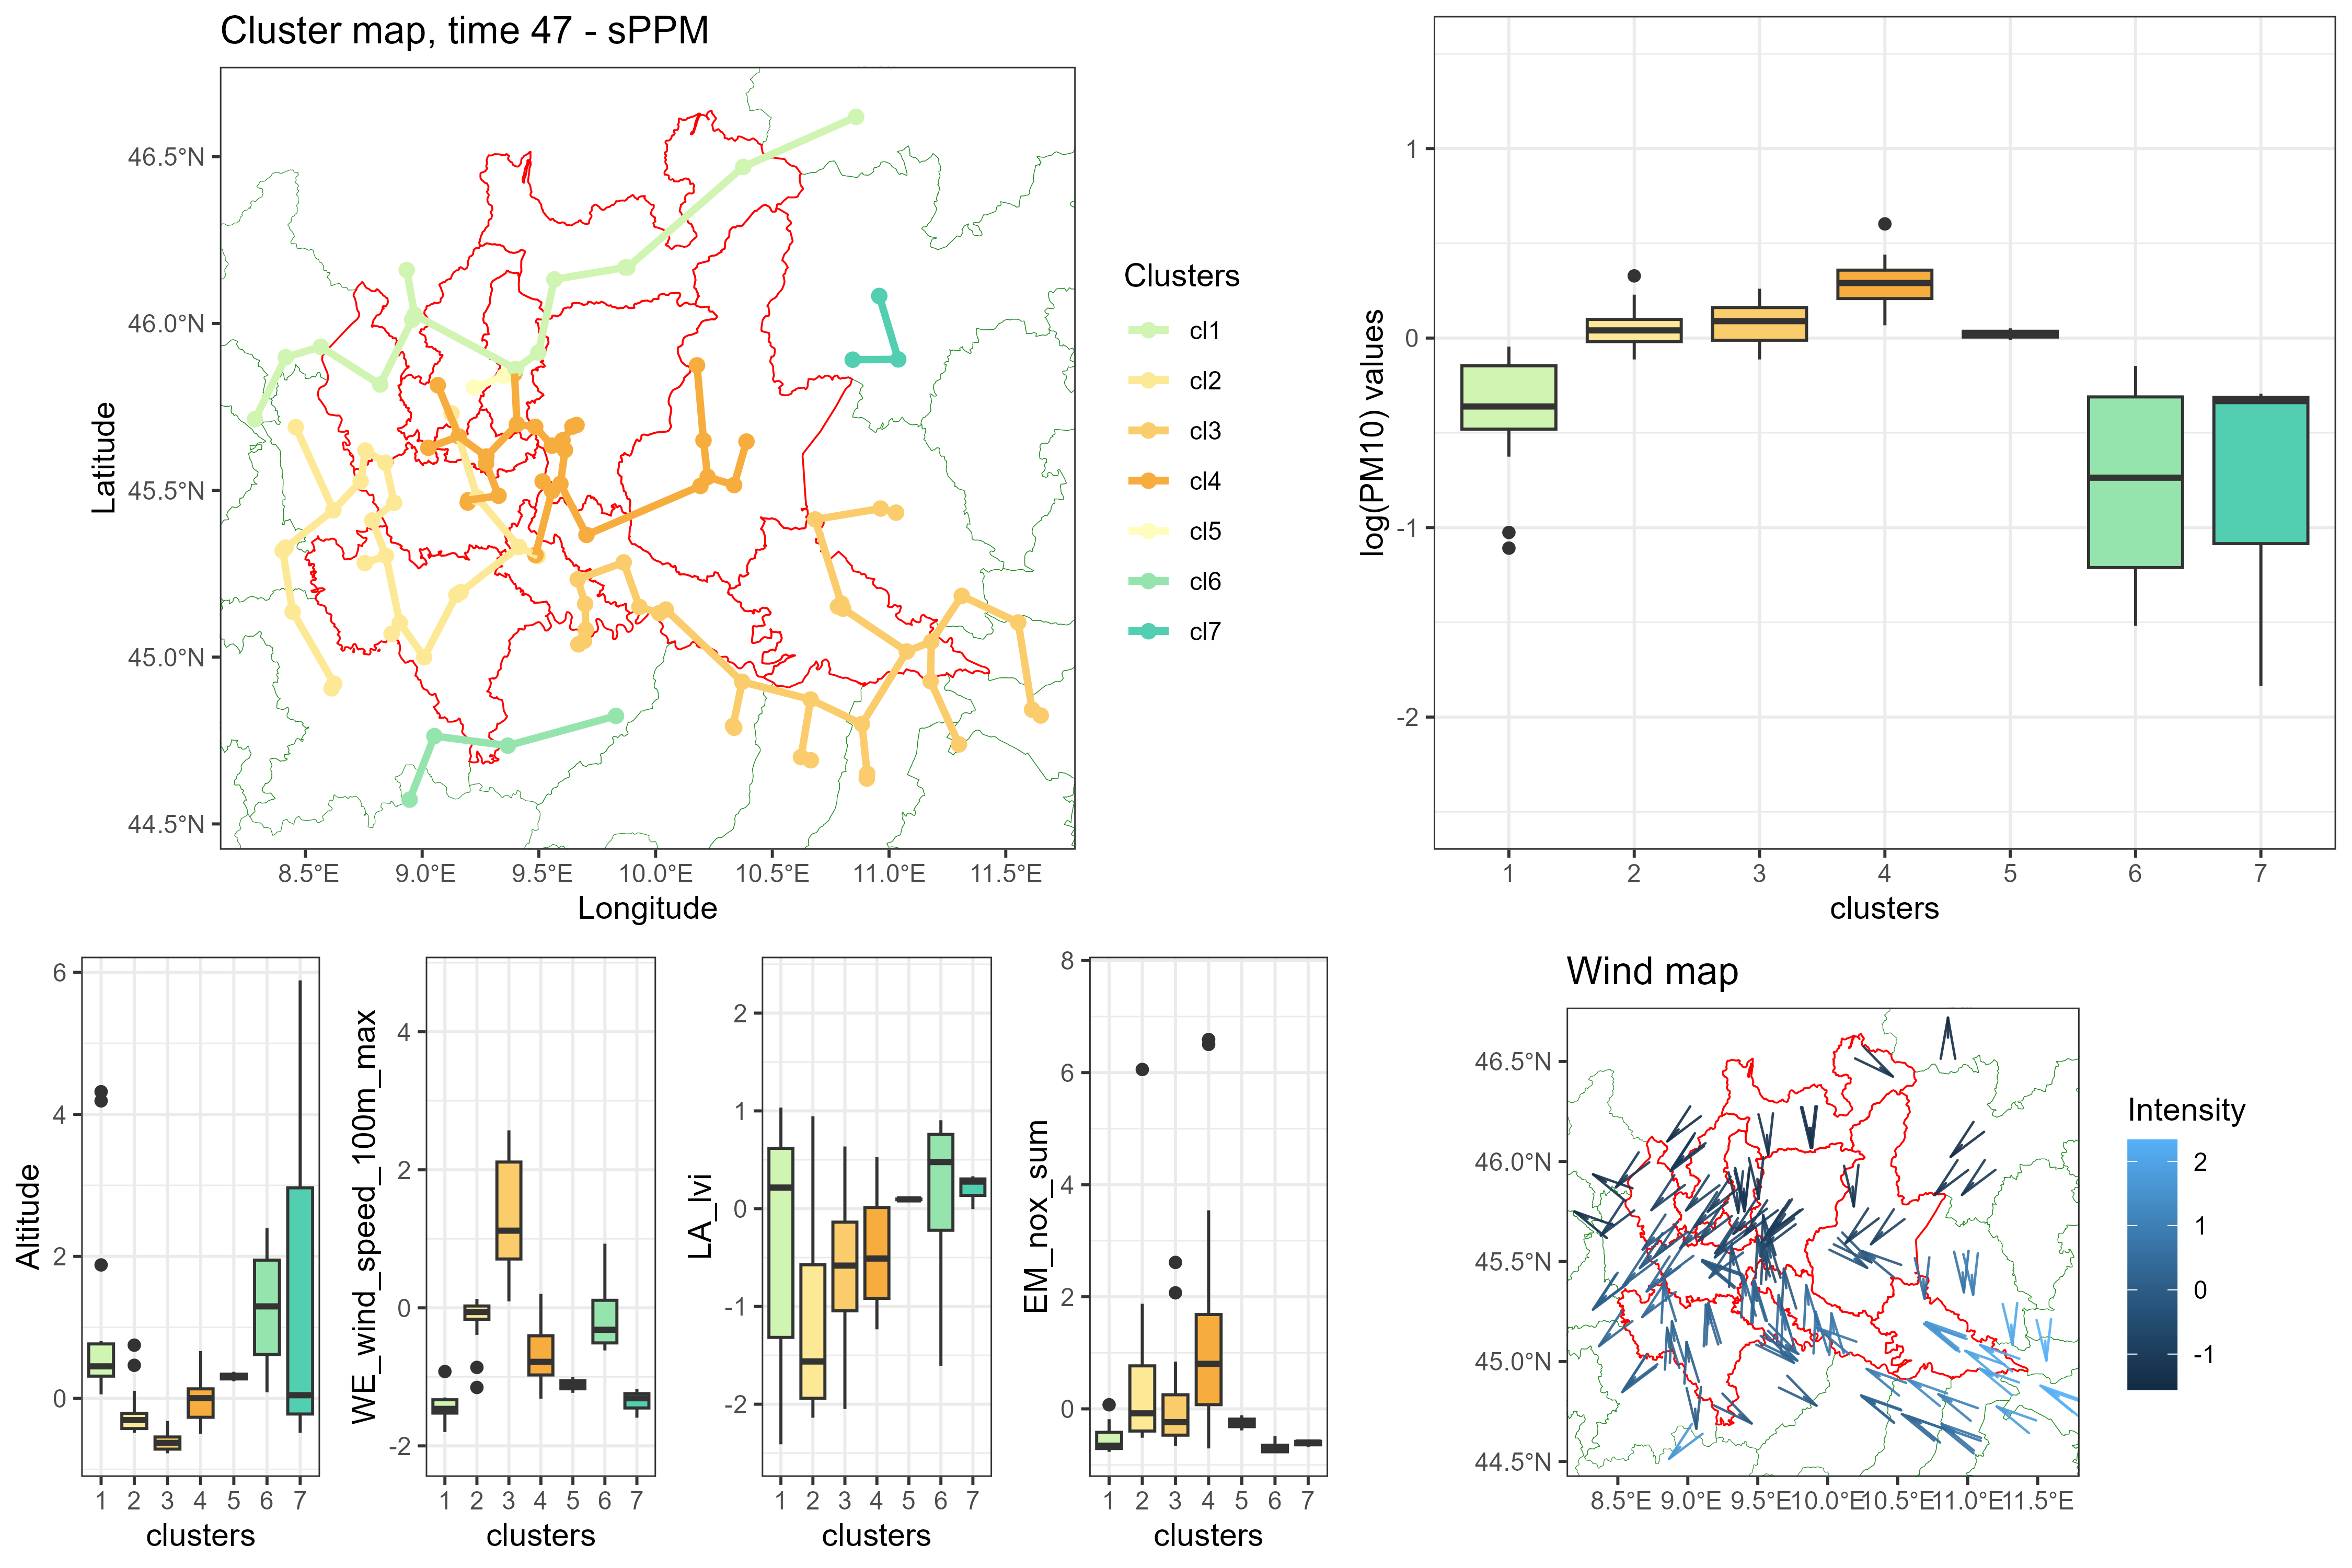 Cluster map, time 47 - sPPM
Latitude
46.5°N
46.0°N
45.5°N
45.0°N
44.5°N
8.5°E 9.0°E 9.5°E 10.0°E 10.5°E 11.0°E 11.5°E
Longitude
Clusters
cl1
cl2
cl3
cl4
cl5
cl6
cl7
log(PM10) values
1
0
-1
-2
1 2 3 4 5 6 7
clusters
Altitude
6
4
2
0
1 2 3 4 5 6 7
clusters
WE_wind_speed_100m_max
4
2
0
-2
1 2 3 4 5 6 7
clusters
LA_lvi
2
1
0
-1
-2
1 2 3 4 5 6 7
clusters
EM_nox_sum
8
6
4
2
0
1 2 3 4 5 6 7
clusters
Wind map
46.5°N
46.0°N
45.5°N
45.0°N
44.5°N
8.5°E 9.0°E 9.5°E 10.0°E 10.5°E 11.0°E 11.5°E
Intensity
2
1
0
-1